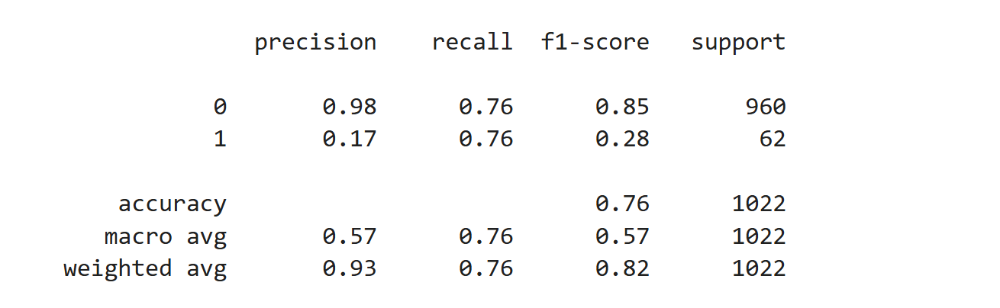 precision recall f1-score support
0 0.98 0.76 0.85 960
1 0.17 0.76 0.28 62
accuracy 0.76 1022
macro avg 0.57 0.76 0.57 1022
weighted avg 0.93 0.76 0.82 1022